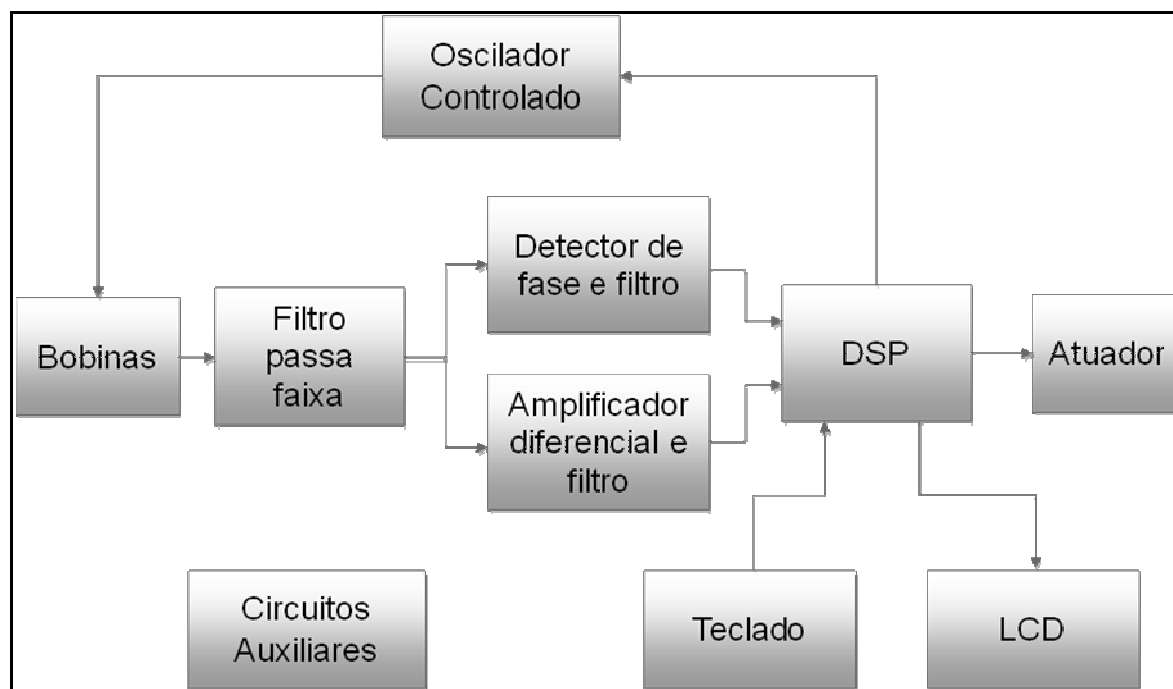 Oscilador
Controlado
Detector de
fase e filtro
Bobinas
Filtro
passa
faixa
DSP
Atuador
Amplificador
diferencial e
filtro
Circuitos
Auxiliares
Teclado
LCD